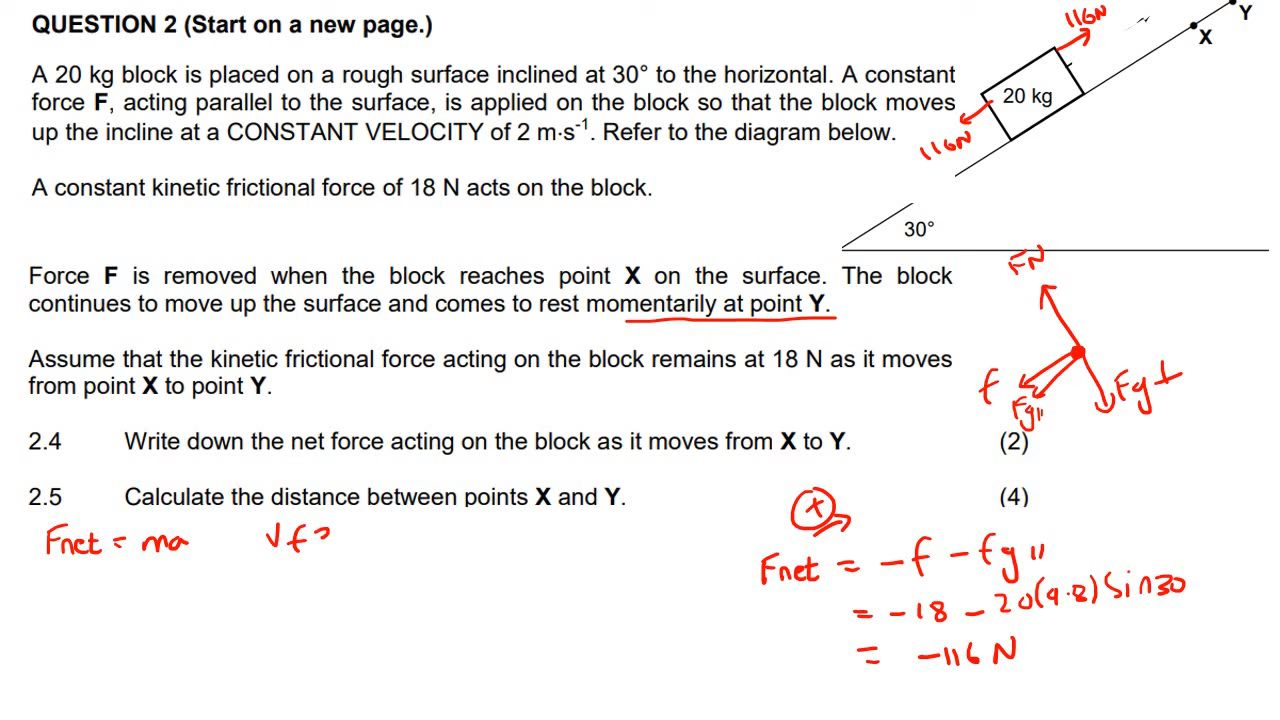 QUESTION 2 (Start on a new page.)
A 20 kg block is placed on a rough surface inclined at 30° to the horizontal. A constant
force F, acting parallel to the surface, is applied on the block so that the block moves
up the incline at a CONSTANT VELOCITY of 2 m·s⁻¹. Refer to the diagram below.
A constant kinetic frictional force of 18 N acts on the block.
116N
Y
X
20 kg
116N
30°
Force F is removed when the block reaches point X on the surface. The block
continues to move up the surface and comes to rest momentarily at point Y.
Assume that the kinetic frictional force acting on the block remains at 18 N as it moves
from point X to point Y.
FN
f
Fg||
Fg⊥
2.4 Write down the net force acting on the block as it moves from X to Y. (2)
2.5 Calculate the distance between points X and Y. (4)
Fnet = ma
+
Fnet = -f - fg||
= -18 - 20(9.8) Sin30
= -116N